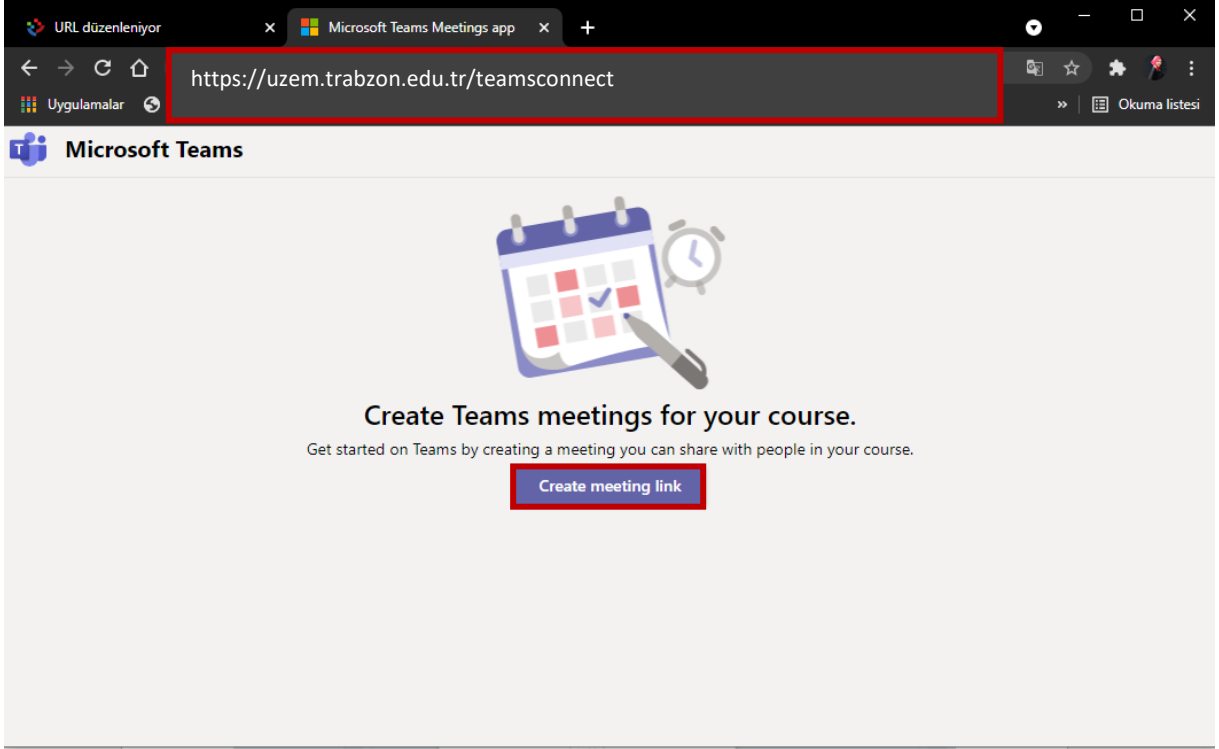 URL düzenleniyor
Microsoft Teams Meetings app
https://uzem.trabzon.edu.tr/teamsconnect
Uygulamalar
Okuma listesi
Microsoft Teams
Create Teams meetings for your course.
Get started on Teams by creating a meeting you can share with people in your course.
Create meeting link